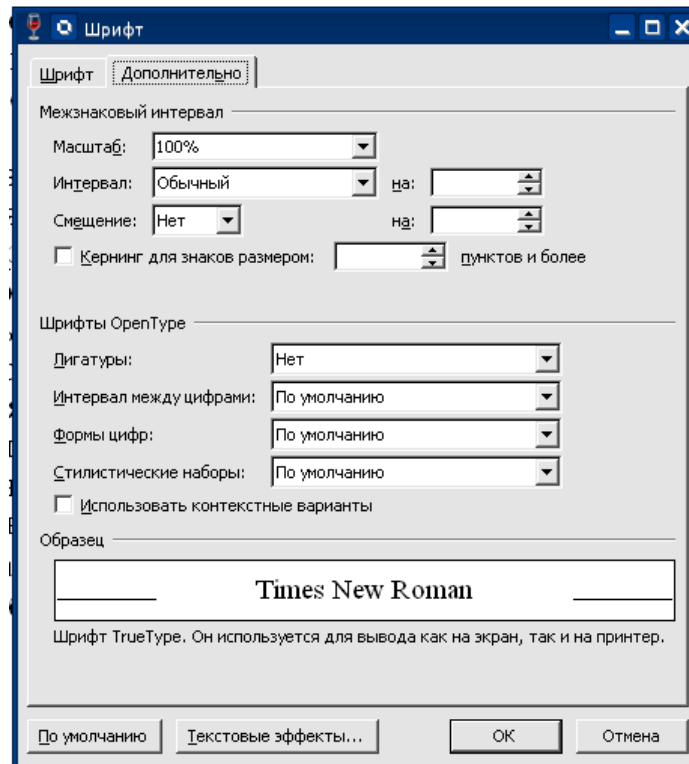 Шрифт
Шрифт Дополнительно
Межзнаковый интервал
Масштаб: 100%
Интервал: Обычный на:
Смещение: Нет на:
Кернинг для знаков размером: пунктов и более
Шрифты OpenType
Лигатуры: Нет
Интервал между цифрами: По умолчанию
Формы цифр: По умолчанию
Стилистические наборы: По умолчанию
Использовать контекстные варианты
Образец
Times New Roman
Шрифт TrueType. Он используется для вывода как на экран, так и на принтер.
По умолчанию Текстовые эффекты... ОК Отмена